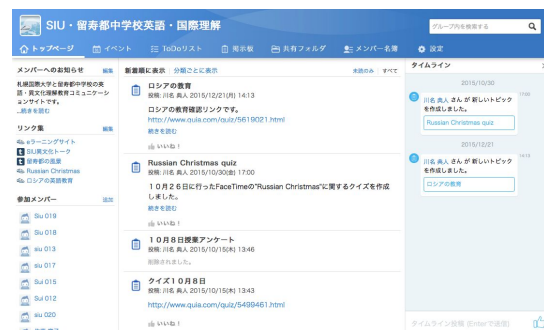 SIU・留寿都中学校英語・国際理解
グループ内を検索する
トップページ
イベント
ToDoリスト
掲示板
共有フォルダ
メンバー名簿
設定
メンバーへのお知らせ
編集
札幌国際大学と留寿都中学校の英語・異文化理解教育コミュニケーションサイトです。
...続きを読む
リンク集
編集
eラーニングサイト
SIU異文化トーク
留寿都の風景
Russian Christmas
ロシアの英語教育
参加メンバー
追加
Siu 019
Siu 018
siu 013
siu 017
Sui 015
Sui 012
siu 020
新着順に表示 | 分類ごとに表示
未読のみ | すべて
ロシアの教育
投稿: 川名 典人 2015/12/21(月) 14:13
ロシアの教育確認リンクです。
http://www.quia.com/quiz/5619021.html
続きを読む
いいね！
Russian Christmas quiz
投稿: 川名 典人 2015/10/30(金) 17:00
１０月２６日に行ったFaceTimeの"Russian Christmas"に関するクイズを作成しました。
続きを読む
いいね！
１０月８日授業アンケート
投稿: 川名 典人 2015/10/15(木) 13:46
削除されました。
クイズ１０月８日
投稿: 川名 典人 2015/10/15(木) 13:43
http://www.quia.com/quiz/5499461.html
いいね！
タイムライン
2015/10/30
川名 典人 さん が 新しいトピックを作成しました。
17:00
Russian Christmas quiz
2015/12/21
川名 典人 さん が 新しいトピックを作成しました。
14:13
ロシアの教育
タイムライン投稿 (Enterで送信)